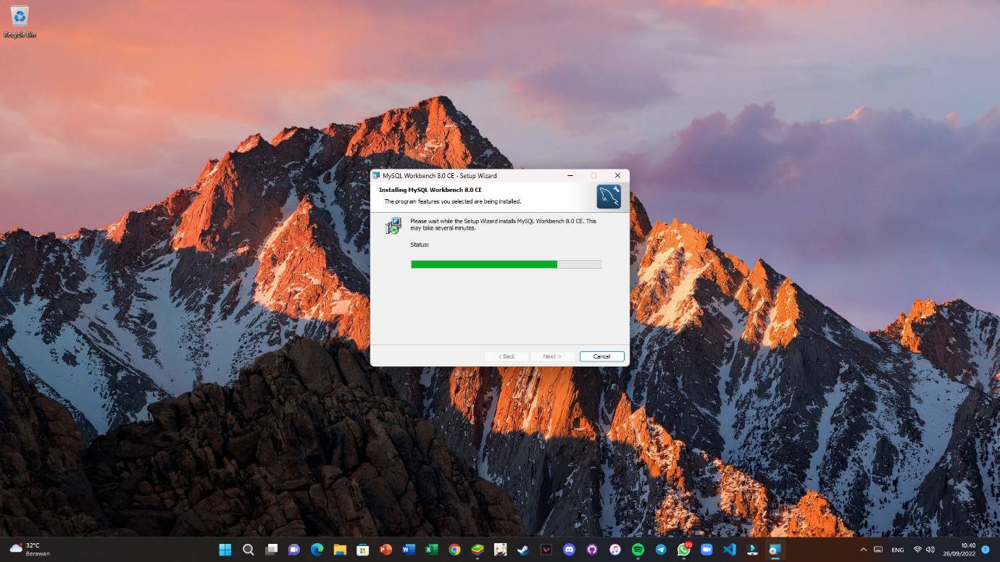 Recycle Bin
MySQL Workbench 8.0 CE - Setup Wizard
Installing MySQL Workbench 8.0 CE
The program features you selected are being installed.
Please wait while the Setup Wizard installs MySQL Workbench 8.0 CE. This
may take several minutes.
Status:
< Back
Next >
Cancel
32°C
Berawan
99
ENG
10.40
26/09/2022
1